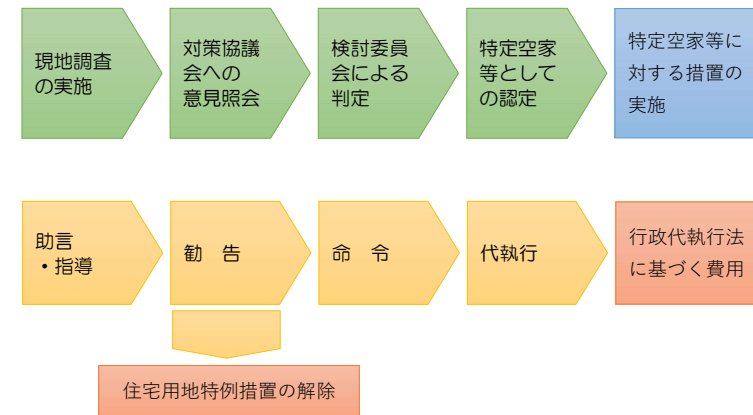 現地調査
の実施
対策協議
会への
意見照会
検討委員
会による
判定
特定空家
等として
の認定
特定空家等に
対する措置の
実施
助言
・指導
勧　告
命　令
代執行
行政代執行法
に基づく費用
住宅用地特例措置の解除